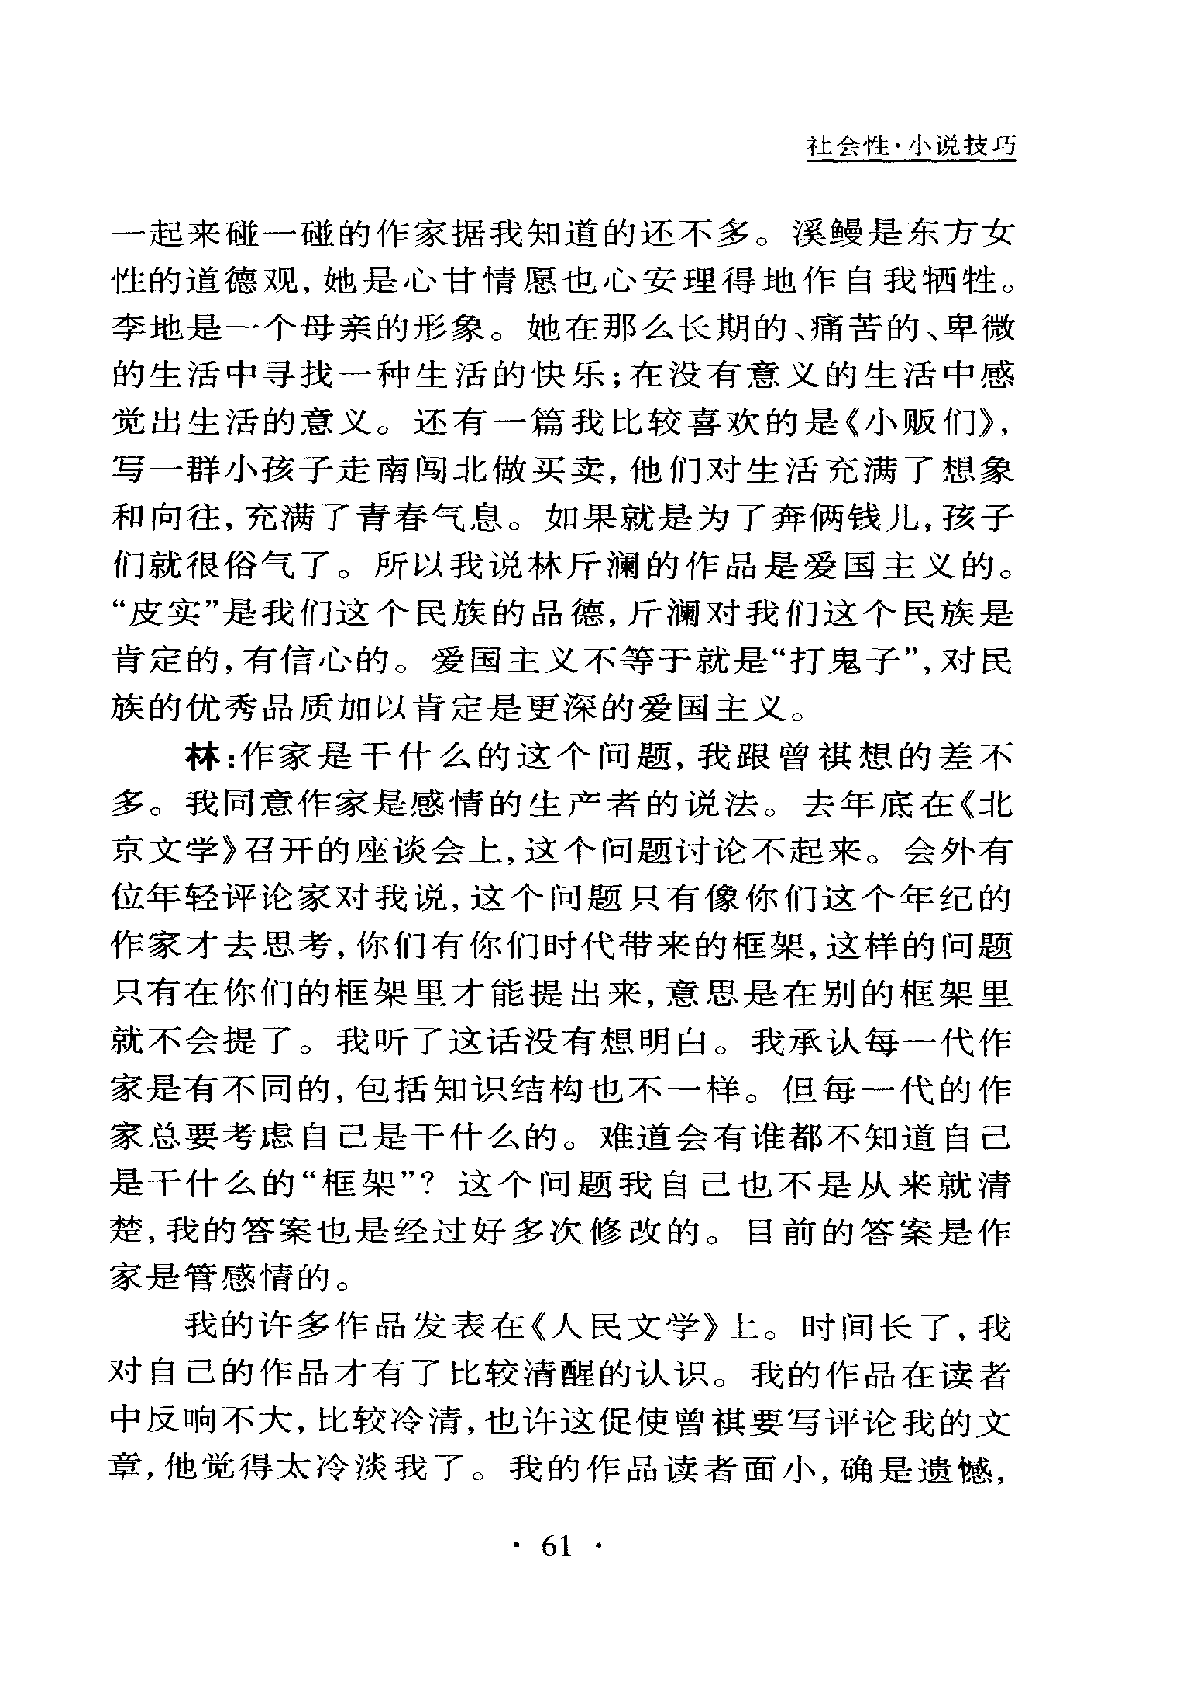 社会性·小说技巧
一起来碰一碰的作家据我知道的还不多。溪鳗是东方女
性的道德观,她是心甘情愿也心安理得地作自我牺牲。
李地是一个母亲的形象。她在那么长期的、痛苦的、卑微
的生活中寻找一种生活的快乐;在没有意义的生活中感
觉出生活的意义。还有一篇我比较喜欢的是《小贩们》,
写一群小孩子走南闯北做买卖,他们对生活充满了想象
和向往,充满了青春气息。如果就是为了奔俩钱儿,孩子
们就很俗气了。所以我说林斤澜的作品是爱国主义的。
“皮实”是我们这个民族的品德,斤澜对我们这个民族是
肯定的,有信心的。爱国主义不等于就是“打鬼子”,对民
族的优秀品质加以肯定是更深的爱国主义。
林:作家是干什么的这个问题,我跟曾祺想的差不
多。我同意作家是感情的生产者的说法。去年底在《北
京文学》召开的座谈会上,这个问题讨论不起来。会外有
位年轻评论家对我说,这个问题只有像你们这个年纪的
作家才去思考,你们有你们时代带来的框架,这样的问题
只有在你们的框架里才能提出来,意思是在别的框架里
就不会提了。我听了这话没有想明白。我承认每一代作
家是有不同的,包括知识结构也不一样。但每一代的作
家总要考虑自己是干什么的。难道会有谁都不知道自己
是干什么的“框架”?这个问题我自己也不是从来就清
楚,我的答案也是经过好多次修改的。目前的答案是作
家是管感情的。
我的许多作品发表在《人民文学》上。时间长了,我
对自己的作品才有了比较清醒的认识。我的作品在读者
中反响不大,比较冷清,也许这促使曾祺要写评论我的文
章,他觉得太冷淡我了。我的作品读者面小,确是遗憾,
· 61 ·